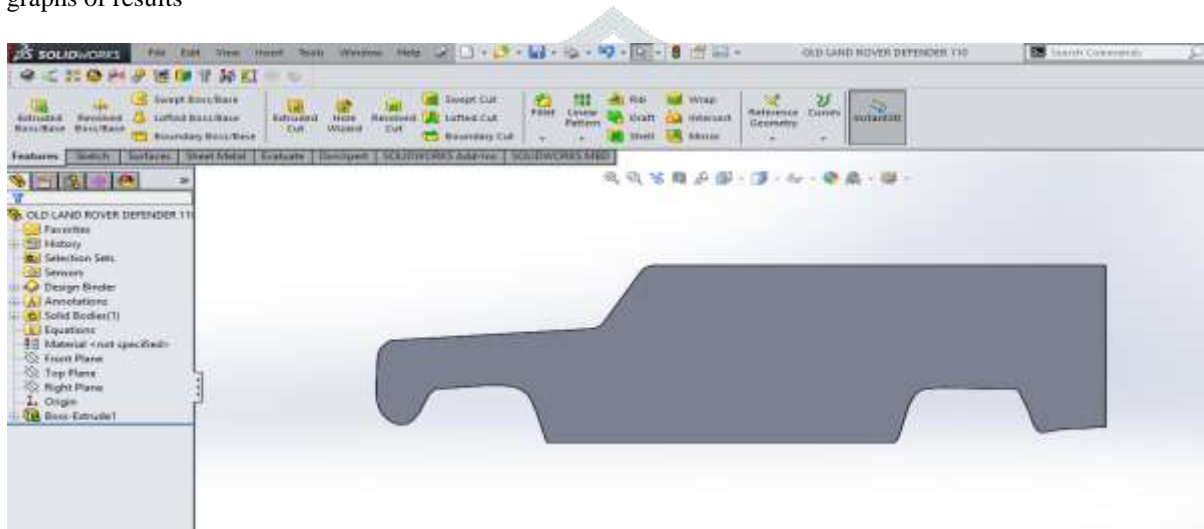 graphs of results
SOLIDWORKS File Edit View Insert Tools Window Help OLD LAND ROVER DEFENDER 110 Search Commands
Extruded Boss/Base Revolved Boss/Base Swept Boss/Base Lofted Boss/Base Boundary Boss/Base Extruded Cut Hole Wizard Revolved Cut Swept Cut Lofted Cut Boundary Cut Fillet Linear Pattern Rib Draft Shell Wrap Intersect Mirror Reference Geometry Curves Instant3D
Features Sketch Surfaces Sheet Metal Evaluate DimXpert SOLIDWORKS Add-Ins SOLIDWORKS MBD
OLD LAND ROVER DEFENDER 110
Favorites
History
Selection Sets
Sensors
Design Binder
Annotations
Solid Bodies(1)
Equations
Material <not specified>
Front Plane
Top Plane
Right Plane
Origin
Boss-Extrude1